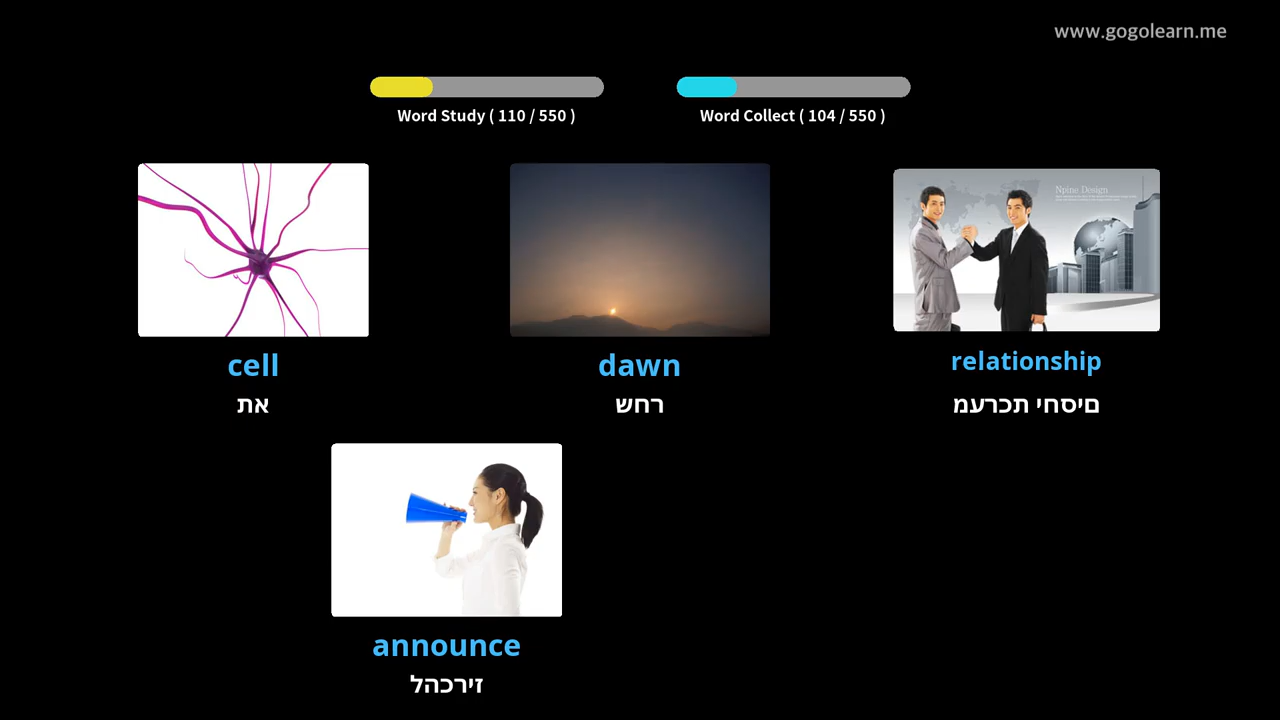 www.gogolearn.me
Word Study ( 110 / 550 )
Word Collect ( 104 / 550 )
Npine Design
cell
את
dawn
רחש
relationship
םיסחי תכרעמ
announce
זירכהל